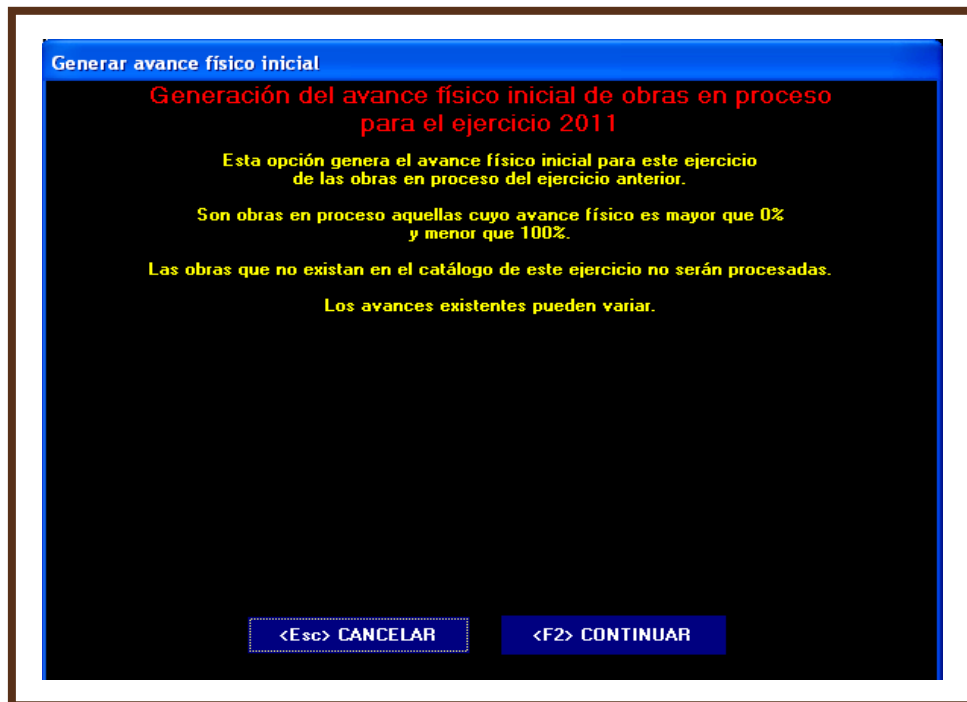 Generar avance físico inicial
Generación del avance físico inicial de obras en proceso
para el ejercicio 2011
Esta opción genera el avance físico inicial para este ejercicio
de las obras en proceso del ejercicio anterior.
Son obras en proceso aquellas cuyo avance físico es mayor que 0%
y menor que 100%.
Las obras que no existan en el catálogo de este ejercicio no serán procesadas.
Los avances existentes pueden variar.
<Esc> CANCELAR
<F2> CONTINUAR